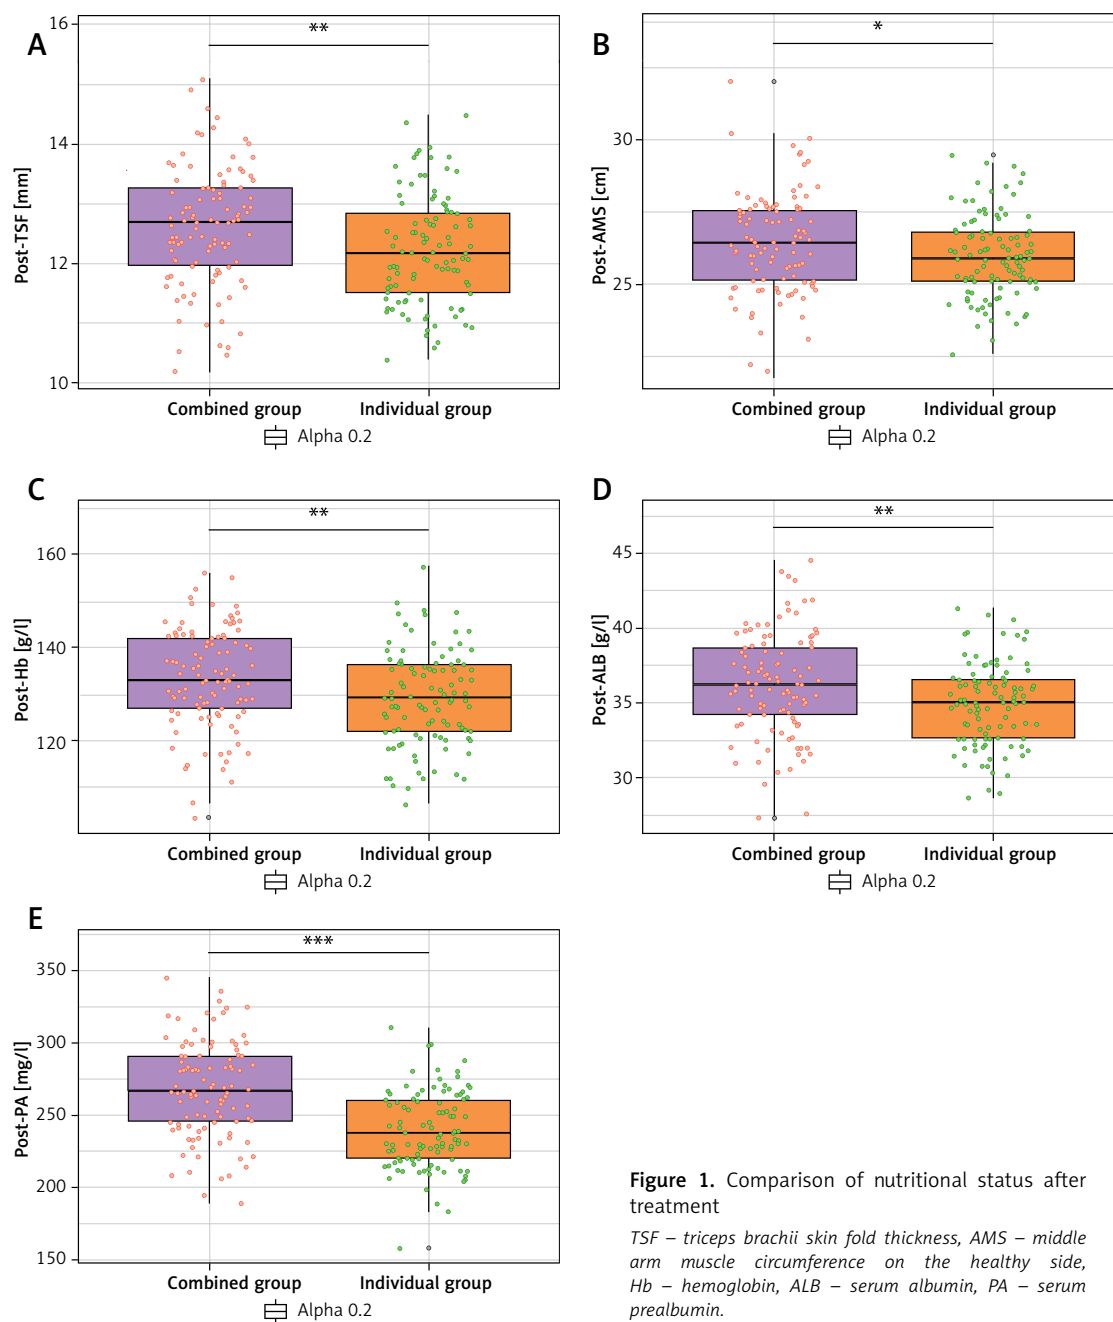 A
**
Post-TSF [mm]
16
14
12
10
Combined group
Individual group
Alpha 0.2
B
*
Post-AMS [cm]
30
25
Combined group
Individual group
Alpha 0.2
C
**
Post-Hb [g/l]
160
140
120
Combined group
Individual group
Alpha 0.2
D
**
Post-ALB [g/l]
45
40
35
30
Combined group
Individual group
Alpha 0.2
E
***
Post-PA [mg/l]
350
300
250
200
150
Combined group
Individual group
Alpha 0.2
Figure 1. Comparison of nutritional status after
treatment
TSF – triceps brachii skin fold thickness, AMS – middle
arm muscle circumference on the healthy side,
Hb – hemoglobin, ALB – serum albumin, PA – serum
prealbumin.